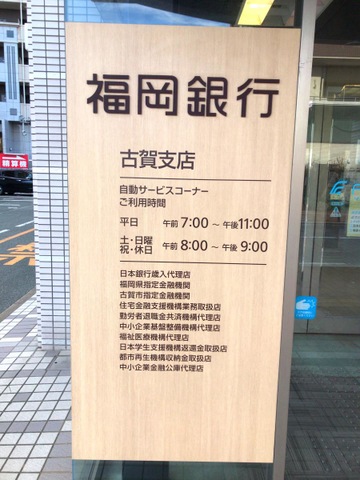 福岡銀行
古賀支店
自動サービスコーナー
ご利用時間
平日 午前 7:00 ~ 午後 11:00
土・日曜
祝・休日 午前 8:00 ~ 午後 9:00
日本銀行歳入代理店
福岡県指定金融機関
古賀市指定金融機関
住宅金融支援機構業務取扱店
勤労者退職金共済機構代理店
中小企業基盤整備機構代理店
福祉医療機構代理店
日本学生支援機構返還金取扱店
都市再生機構収納金取扱店
中小企業金融公庫代理店
精算機